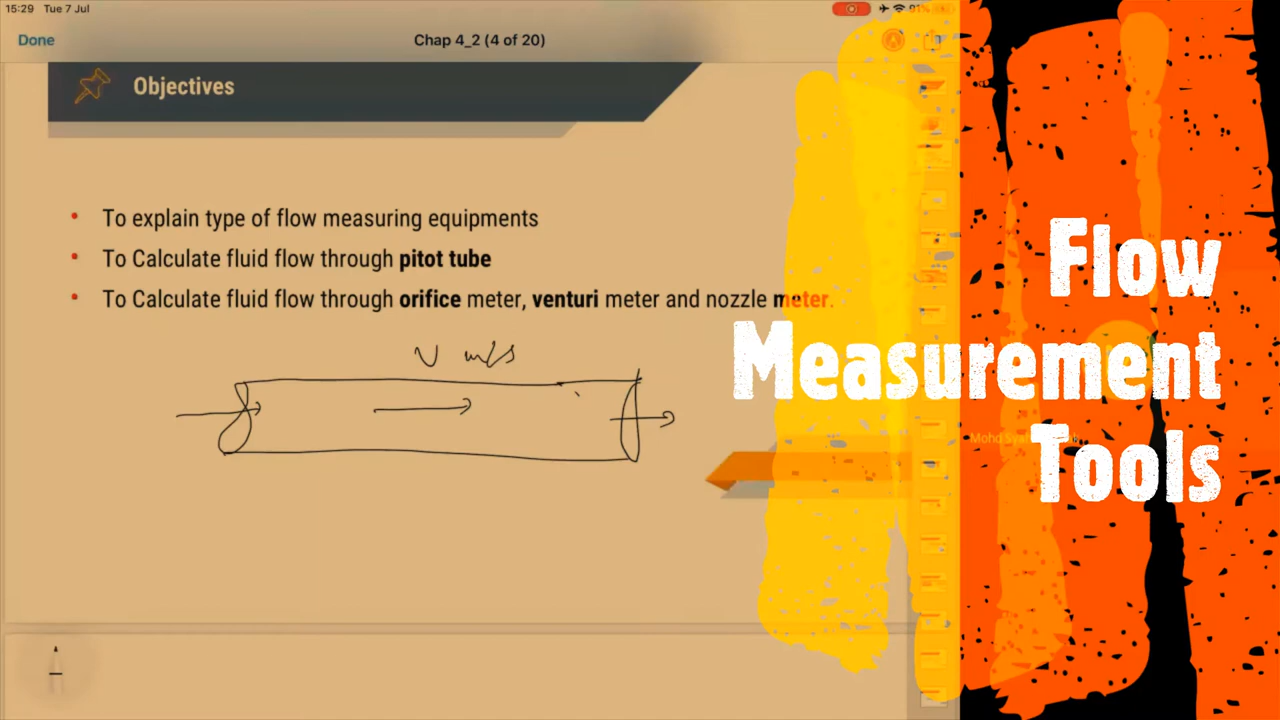 15:29 Tue 7 Jul
91%
Done
Chap 4_2 (4 of 20)
Objectives
• To explain type of flow measuring equipments
• To Calculate fluid flow through pitot tube
• To Calculate fluid flow through orifice meter, venturi meter and nozzle meter.
v m/s
Flow
Measurement
Tools